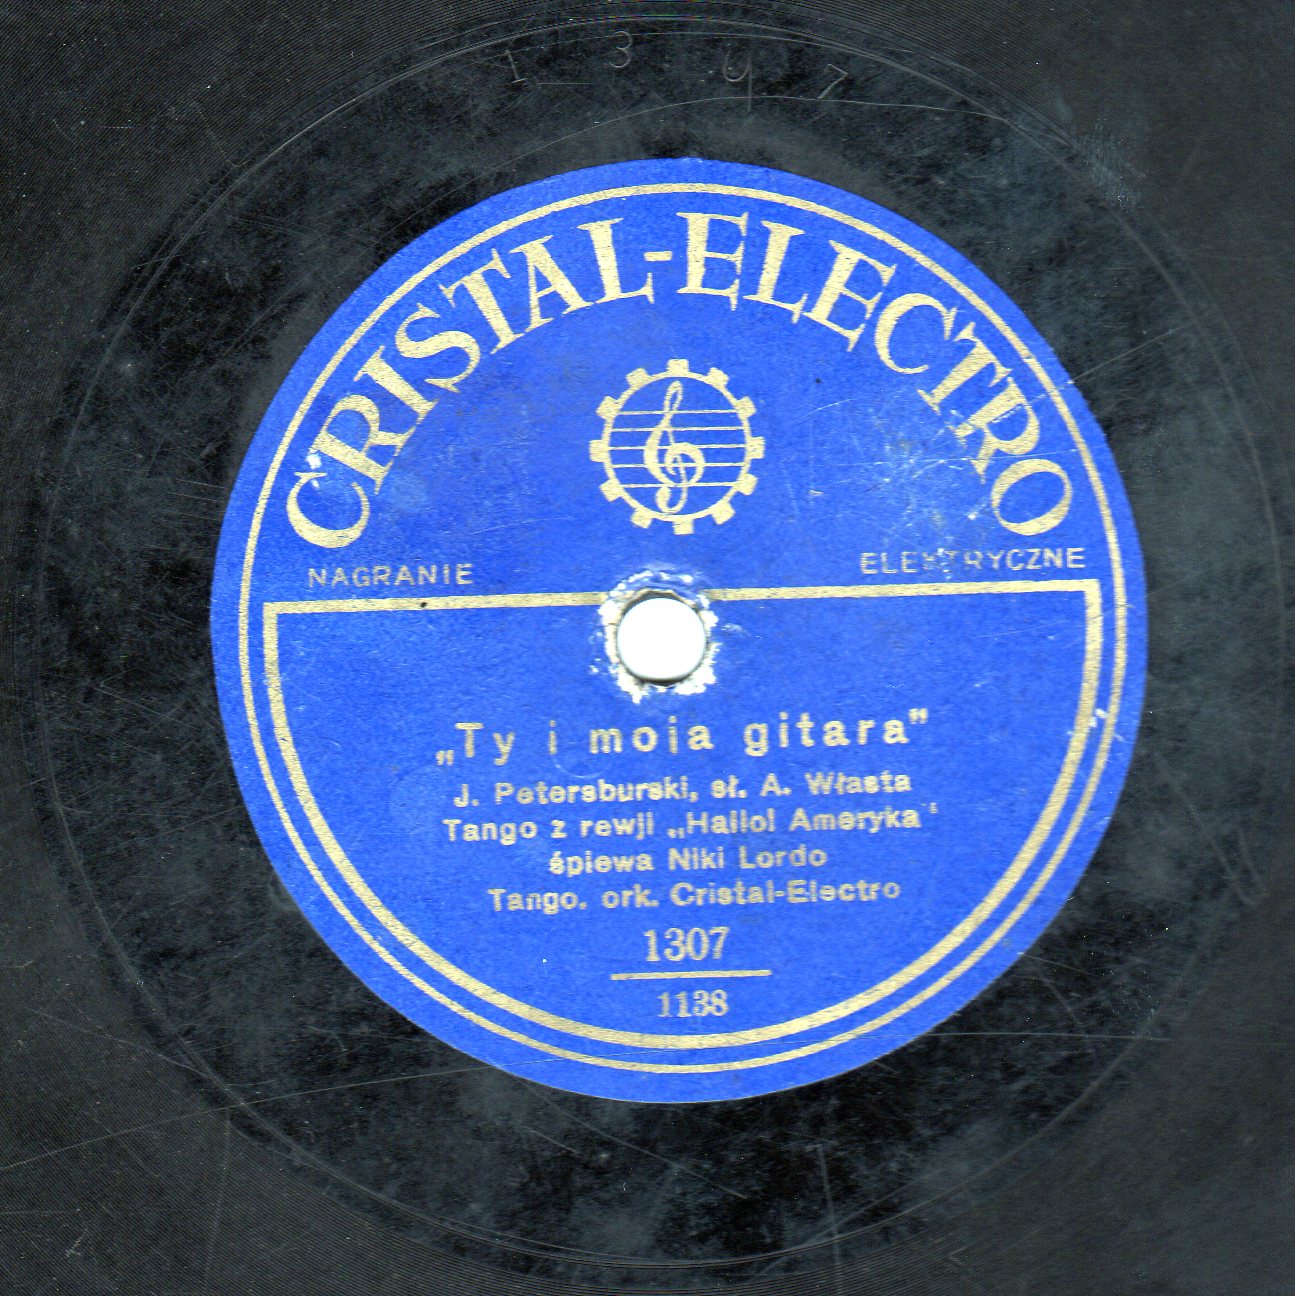 1307
CRISTAL-ELECTRO
NAGRANIE ELEKTRYCZNE
„Ty i moja gitara”
J. Petersburski, sł. A. Własta
Tango z rewji „Hallo! Ameryka‘
śpiewa Niki Lordo
Tango. ork. Cristal-Electro
1307
1138